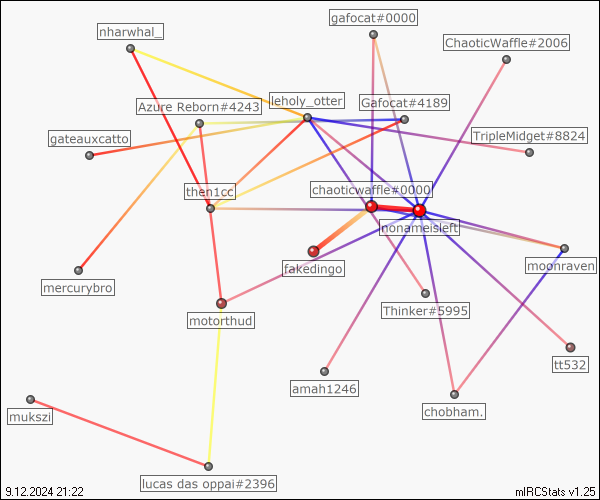 gafocat#0000
nharwhal_
ChaoticWaffle#2006
leholy_otter
Gafocat#4189
Azure Reborn#4243
gateauxcatto
TripleMidget#8824
then1cc
chaoticwaffle#0000
nonameisleft
fakedingo
moonraven
mercurybro
Thinker#5995
motorthud
tt532
amah1246
chobham.
mukszi
lucas das oppai#2396
9.12.2024 21:22
mIRCStats v1.25